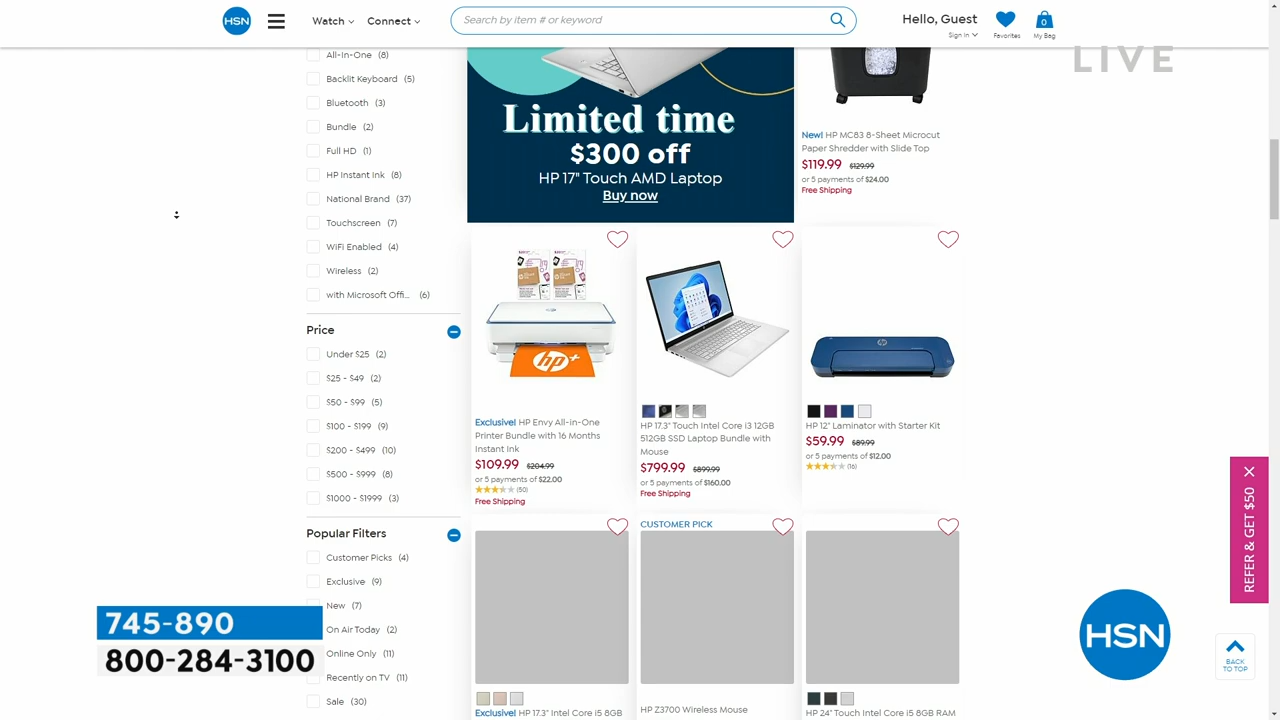 HSN
Watch
Connect
Search by item # or keyword
Hello, Guest
Sign In
Favorites
0
My Bag
LIVE
All-In-One (8)
Backlit Keyboard (5)
Bluetooth (3)
Bundle (2)
Full HD (1)
HP Instant Ink (8)
National Brand (37)
Touchscreen (7)
WiFi Enabled (4)
Wireless (2)
with Microsoft Offi... (6)
Price
Under $25 (2)
$25 - $49 (2)
$50 - $99 (5)
$100 - $199 (9)
$200 - $499 (10)
$500 - $999 (8)
$1000 - $1999 (3)
Popular Filters
Customer Picks (4)
Exclusive (9)
New (7)
On Air Today (2)
Online Only (11)
Recently on TV (11)
Sale (30)
Limited time
$300 off
HP 17" Touch AMD Laptop
Buy now
New! HP MC83 8-Sheet Microcut
Paper Shredder with Slide Top
$119.99 $129.99
or 5 payments of $24.00
Free Shipping
hp+
Exclusive! HP Envy All-in-One
Printer Bundle with 16 Months
Instant Ink
$109.99 $204.99
or 5 payments of $22.00
(50)
Free Shipping
HP 17.3" Touch Intel Core i3 12GB
512GB SSD Laptop Bundle with
Mouse
$799.99 $899.99
or 5 payments of $160.00
Free Shipping
HP 12" Laminator with Starter Kit
$59.99 $89.99
or 5 payments of $12.00
(16)
CUSTOMER PICK
Exclusive! HP 17.3" Intel Core i5 8GB
HP Z3700 Wireless Mouse
HP 24" Touch Intel Core i5 8GB RAM
REFER & GET $50
745-890
800-284-3100
HSN
BACK
TO TOP